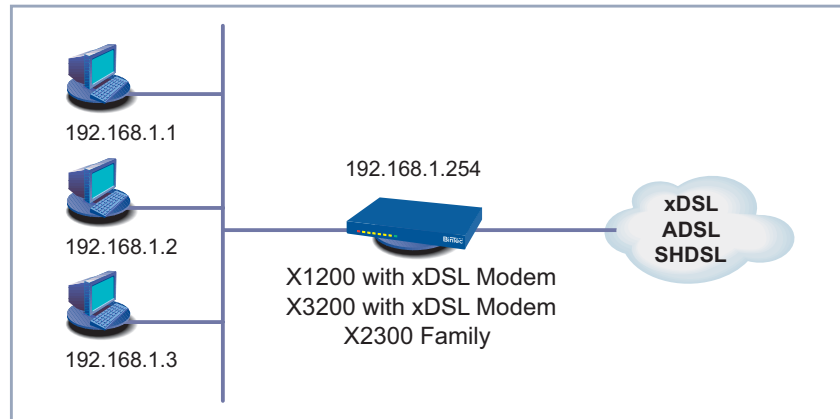 192.168.1.1
192.168.1.2
192.168.1.3
192.168.1.254
BinTec
X1200 with xDSL Modem
X3200 with xDSL Modem
X2300 Family
xDSL
ADSL
SHDSL